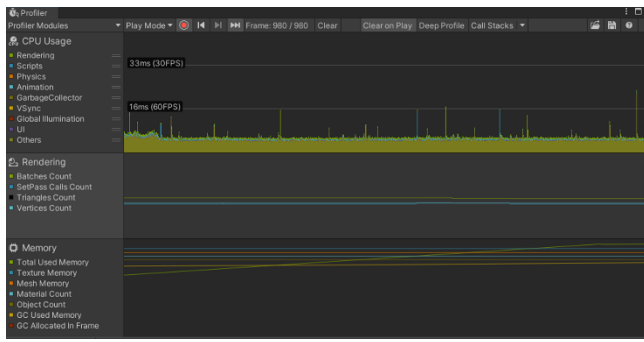 Profiler
Profiler Modules Play Mode Frame: 980 / 980 Clear Clear on Play Deep Profile Call Stacks
CPU Usage
Rendering
Scripts
Physics
Animation
GarbageCollector
VSync
Global Illumination
UI
Others
33ms (30FPS)
16ms (60FPS)
Rendering
Batches Count
SetPass Calls Count
Triangles Count
Vertices Count
Memory
Total Used Memory
Texture Memory
Mesh Memory
Material Count
Object Count
GC Used Memory
GC Allocated In Frame